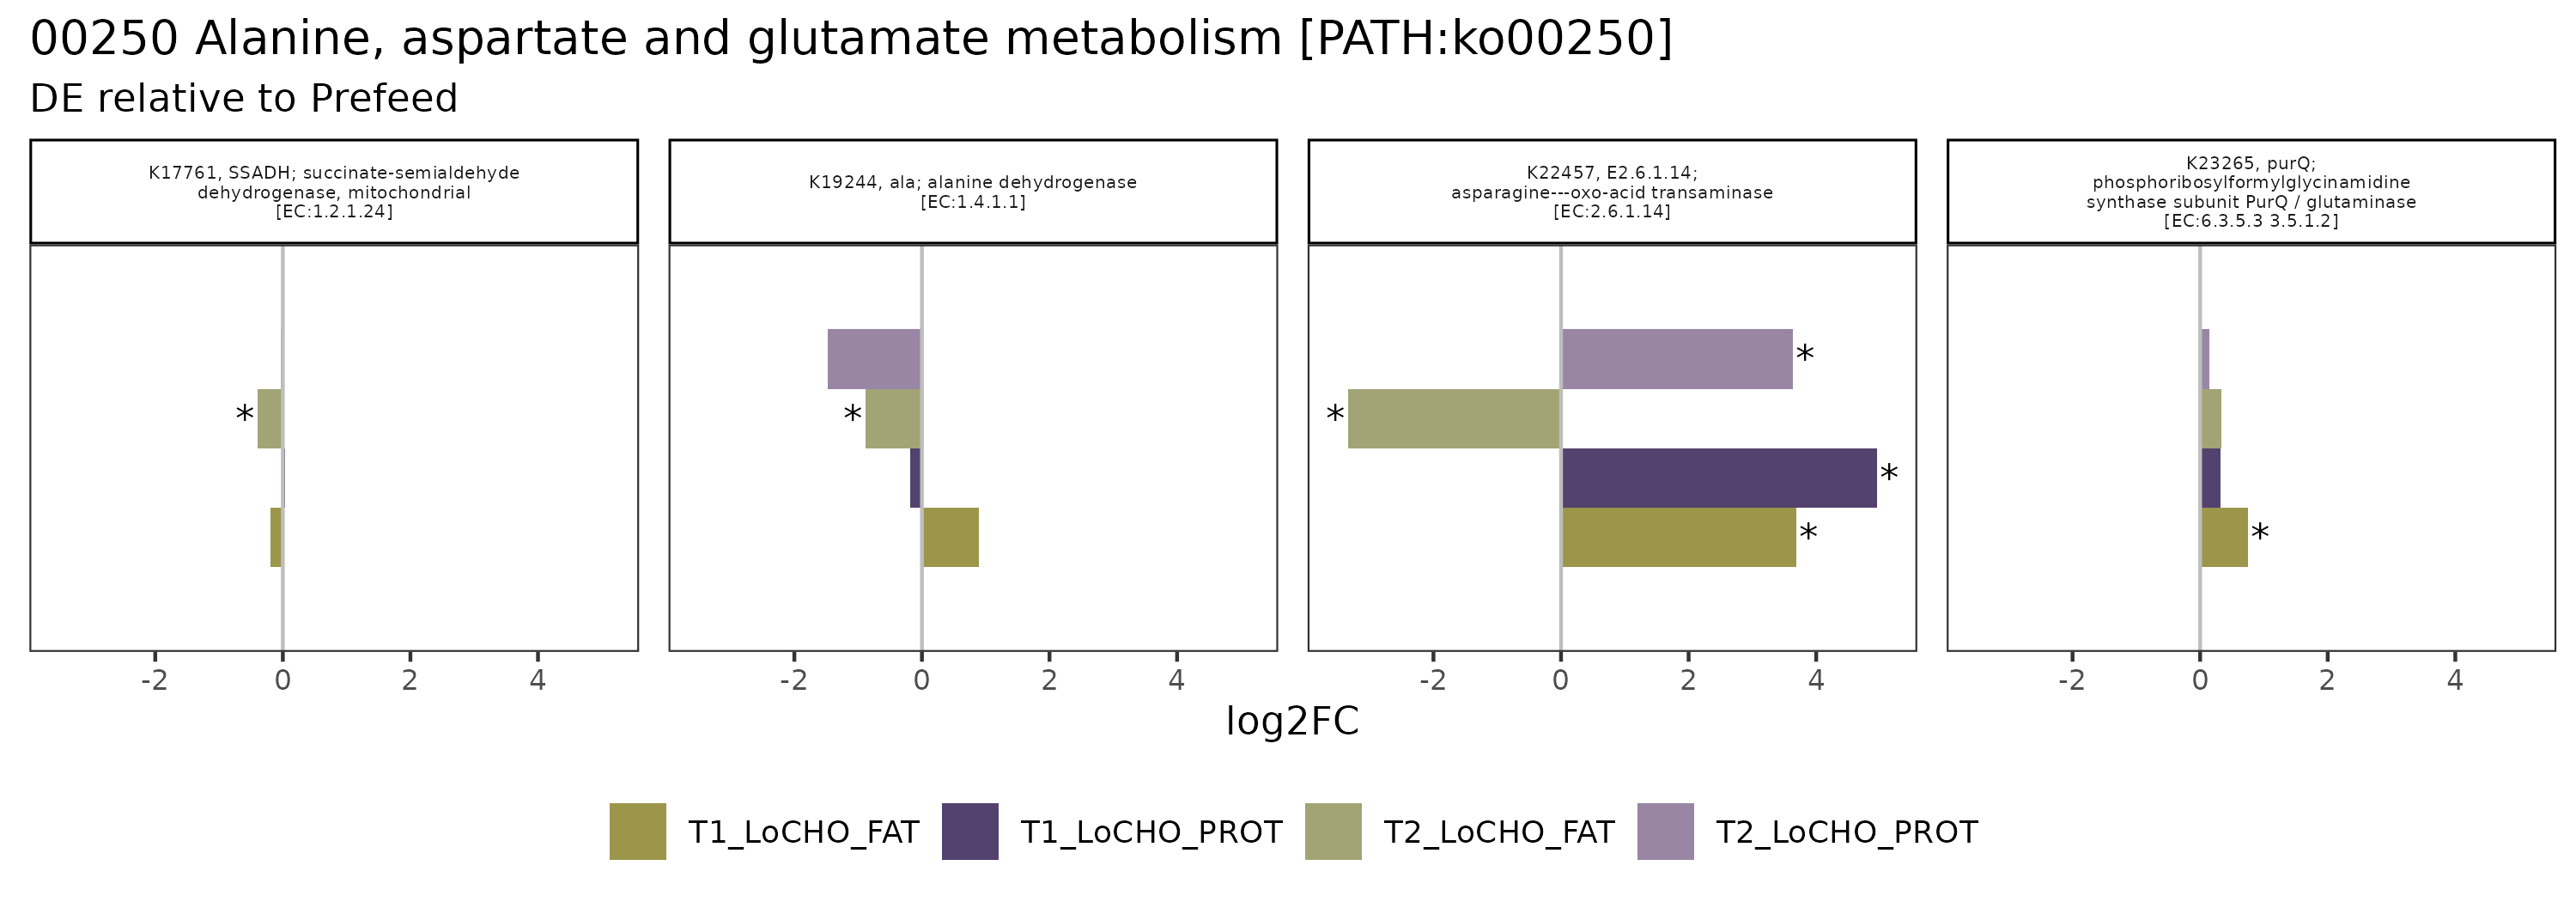 00250 Alanine, aspartate and glutamate metabolism [PATH:ko00250]
DE relative to Prefeed
K17761, SSADH; succinate-semialdehyde
dehydrogenase, mitochondrial
[EC:1.2.1.24]
K19244, ala; alanine dehydrogenase
[EC:1.4.1.1]
K22457, E2.6.1.14;
asparagine---oxo-acid transaminase
[EC:2.6.1.14]
K23265, purQ;
phosphoribosylformylglycinamidine
synthase subunit PurQ / glutaminase
[EC:6.3.5.3 3.5.1.2]
*
*
*
*
*
*
*
-2 0 2 4
-2 0 2 4
-2 0 2 4
-2 0 2 4
log2FC
T1_LoCHO_FAT T1_LoCHO_PROT T2_LoCHO_FAT T2_LoCHO_PROT